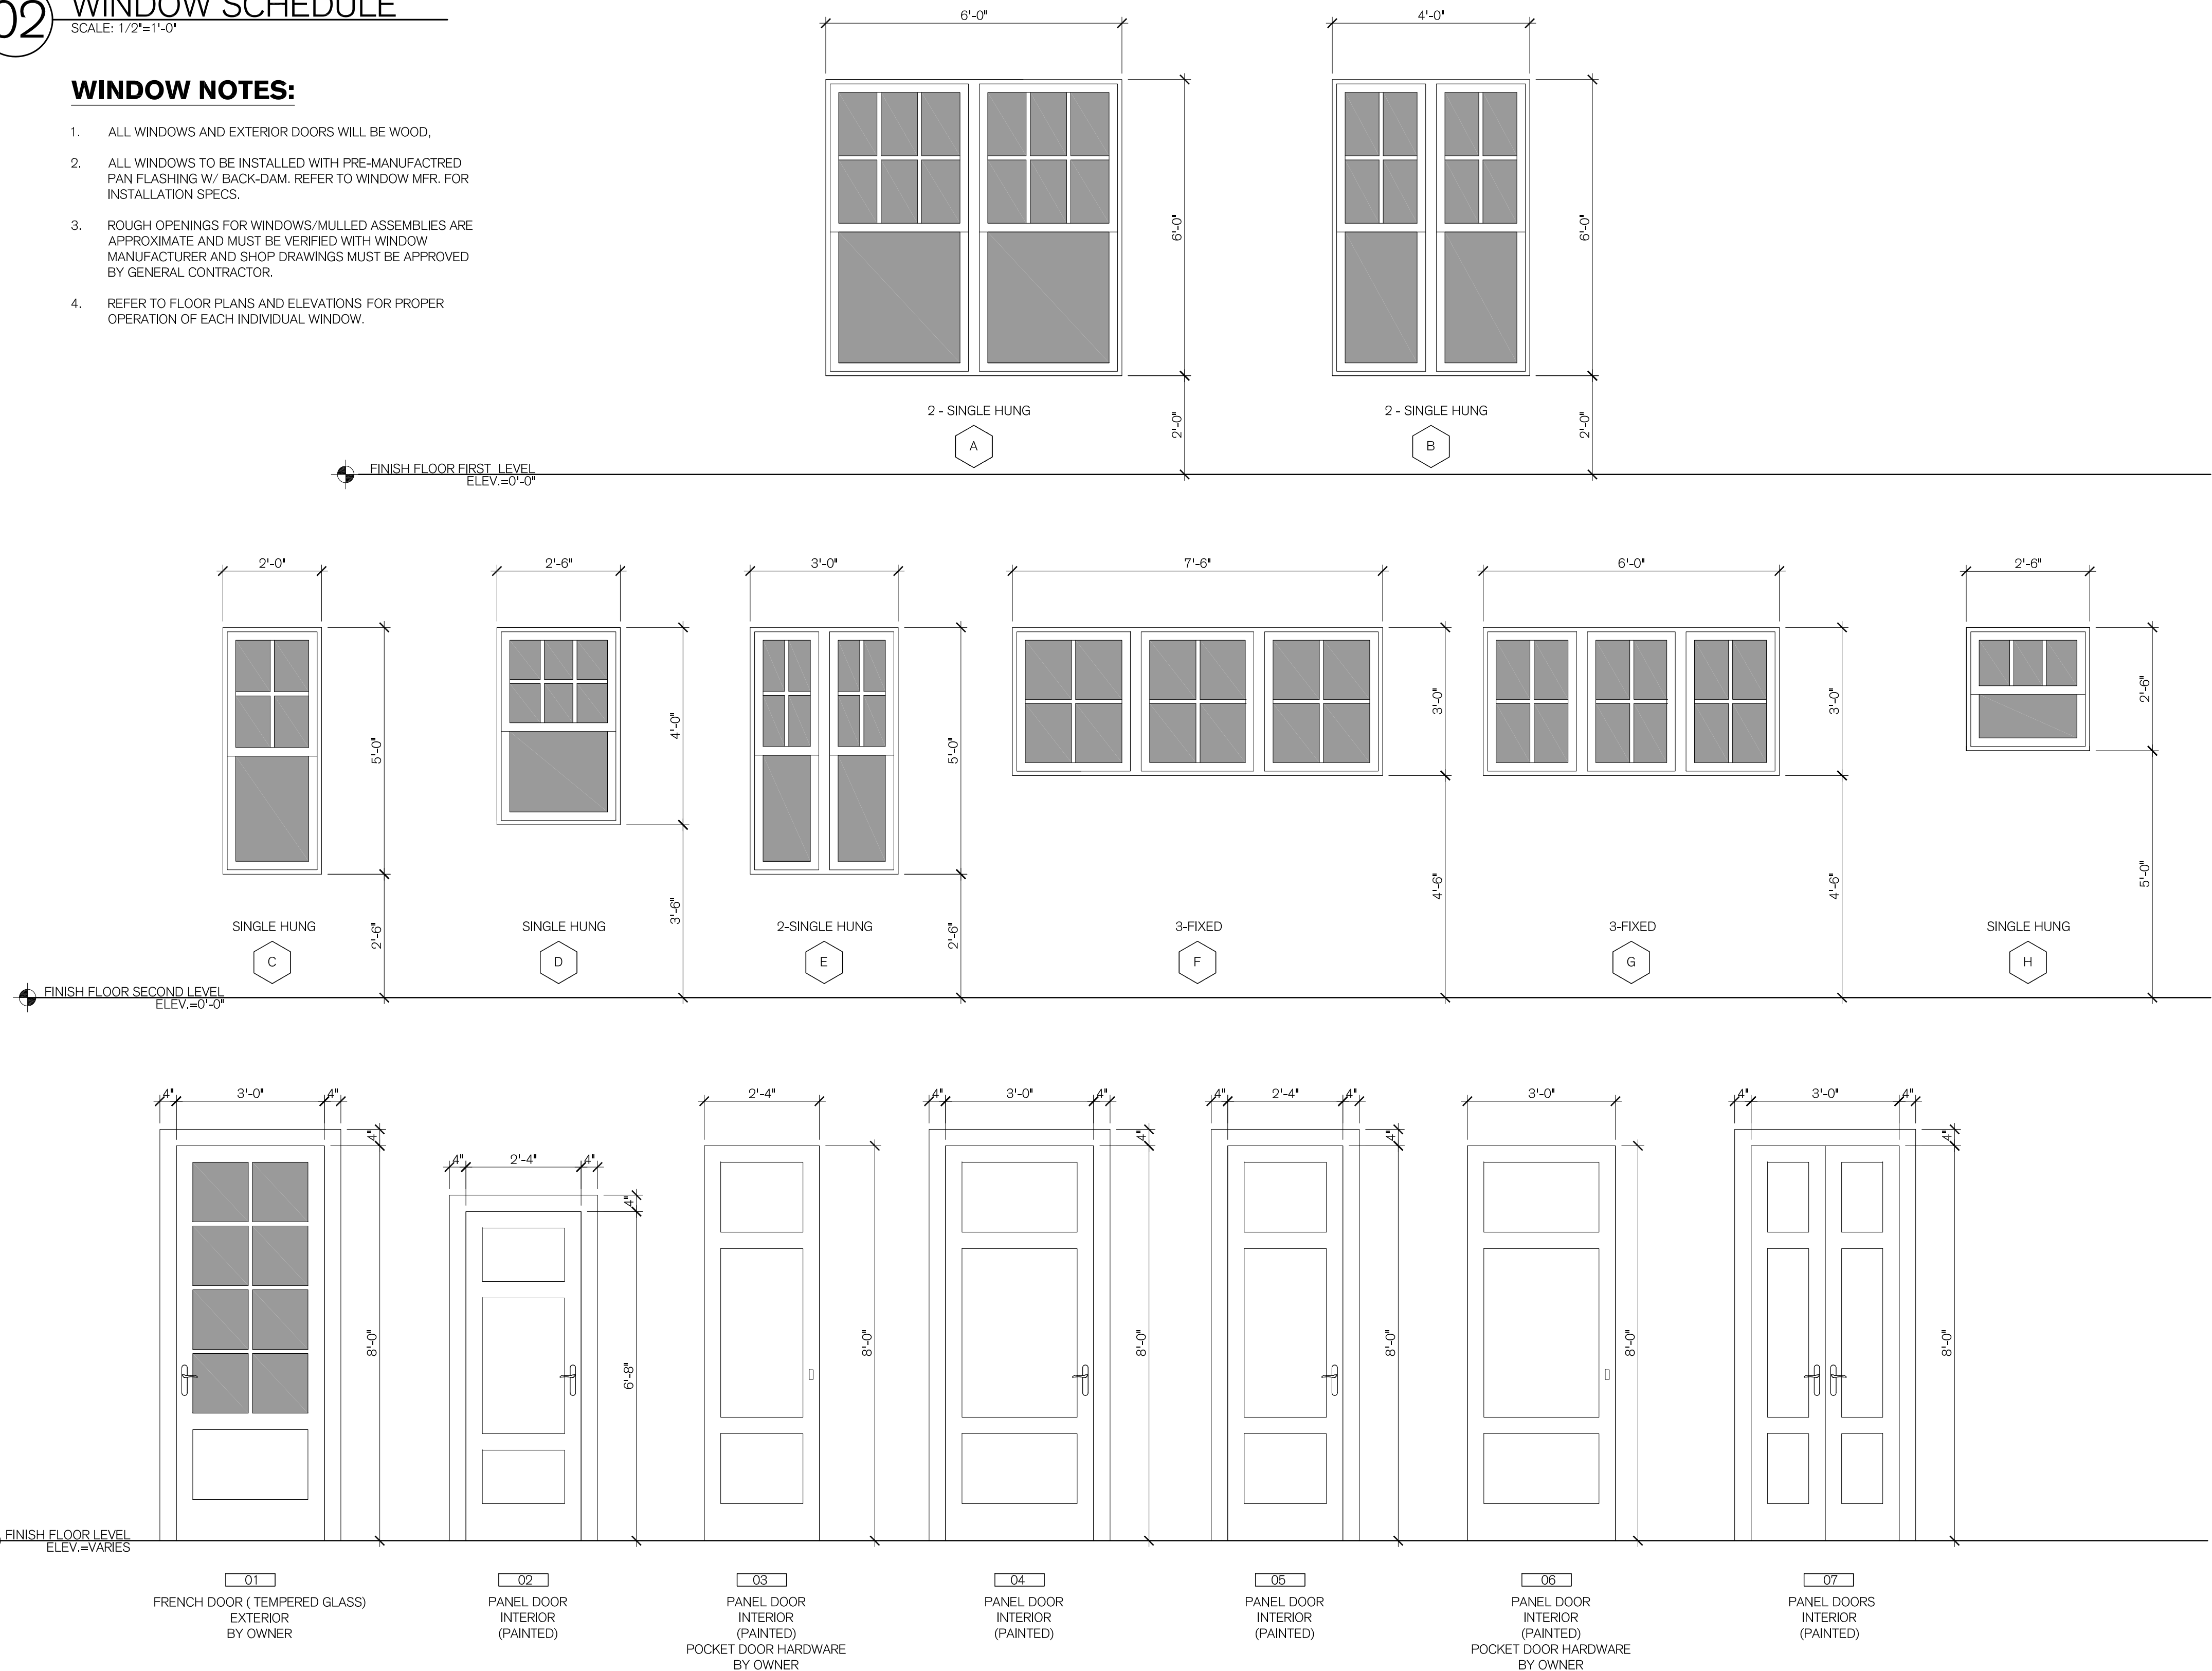 02
WINDOW SCHEDULE
SCALE: 1/2"=1'-0"
WINDOW NOTES:
1. ALL WINDOWS AND EXTERIOR DOORS WILL BE WOOD,
2. ALL WINDOWS TO BE INSTALLED WITH PRE-MANUFACTRED
PAN FLASHING W/ BACK-DAM. REFER TO WINDOW MFR. FOR
INSTALLATION SPECS.
3. ROUGH OPENINGS FOR WINDOWS/MULLED ASSEMBLIES ARE
APPROXIMATE AND MUST BE VERIFIED WITH WINDOW
MANUFACTURER AND SHOP DRAWINGS MUST BE APPROVED
BY GENERAL CONTRACTOR.
4. REFER TO FLOOR PLANS AND ELEVATIONS FOR PROPER
OPERATION OF EACH INDIVIDUAL WINDOW.
6'-0"
6'-0"
2'-0"
2 - SINGLE HUNG
A
4'-0"
6'-0"
2'-0"
2 - SINGLE HUNG
B
FINISH FLOOR FIRST LEVEL
ELEV.=0'-0"
2'-0"
5'-0"
2'-6"
SINGLE HUNG
C
2'-6"
4'-0"
3'-6"
SINGLE HUNG
D
3'-0"
5'-0"
2'-6"
2-SINGLE HUNG
E
7'-6"
3'-0"
4'-6"
3-FIXED
F
6'-0"
3'-0"
4'-6"
3-FIXED
G
2'-6"
2'-6"
5'-0"
SINGLE HUNG
H
FINISH FLOOR SECOND LEVEL
ELEV.=0'-0"
4" 3'-0" 4"
4"
8'-0"
4" 2'-4" 4"
4"
6'-8"
2'-4"
8'-0"
4" 3'-0" 4"
4"
8'-0"
4" 2'-4" 4"
4"
8'-0"
3'-0"
8'-0"
4" 3'-0" 4"
4"
8'-0"
FINISH FLOOR LEVEL
ELEV.=VARIES
01
FRENCH DOOR ( TEMPERED GLASS)
EXTERIOR
BY OWNER
02
PANEL DOOR
INTERIOR
(PAINTED)
03
PANEL DOOR
INTERIOR
(PAINTED)
POCKET DOOR HARDWARE
BY OWNER
04
PANEL DOOR
INTERIOR
(PAINTED)
05
PANEL DOOR
INTERIOR
(PAINTED)
06
PANEL DOOR
INTERIOR
(PAINTED)
POCKET DOOR HARDWARE
BY OWNER
07
PANEL DOORS
INTERIOR
(PAINTED)